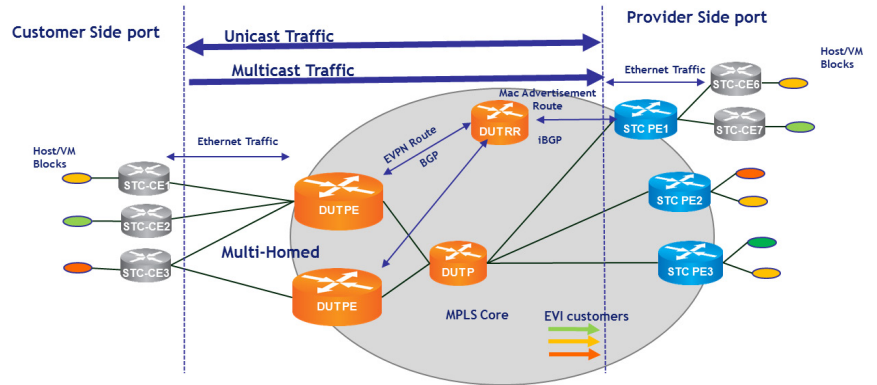 Customer Side port
Unicast Traffic
Provider Side port
Multicast Traffic
Host/VM
Blocks
Ethernet Traffic
STC-CE6
Mac Advertisement
Route
DUTRR
iBGP
STC PE1
STC-CE7
EVPN Route
BGP
Ethernet Traffic
Host/VM
Blocks
STC-CE1
STC-CE2
STC-CE3
DUTPE
Multi-Homed
DUTPE
DUTP
STC PE2
STC PE3
MPLS Core
EVI customers